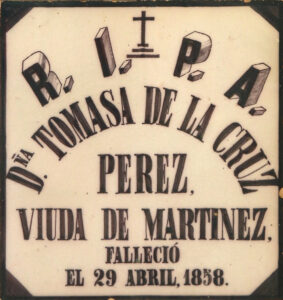 R. I. P. A.
Dña TOMASA DE LA CRUZ
PEREZ,
VIUDA DE MARTINEZ,
FALLECIÓ
EL 29 ABRIL, 1858.